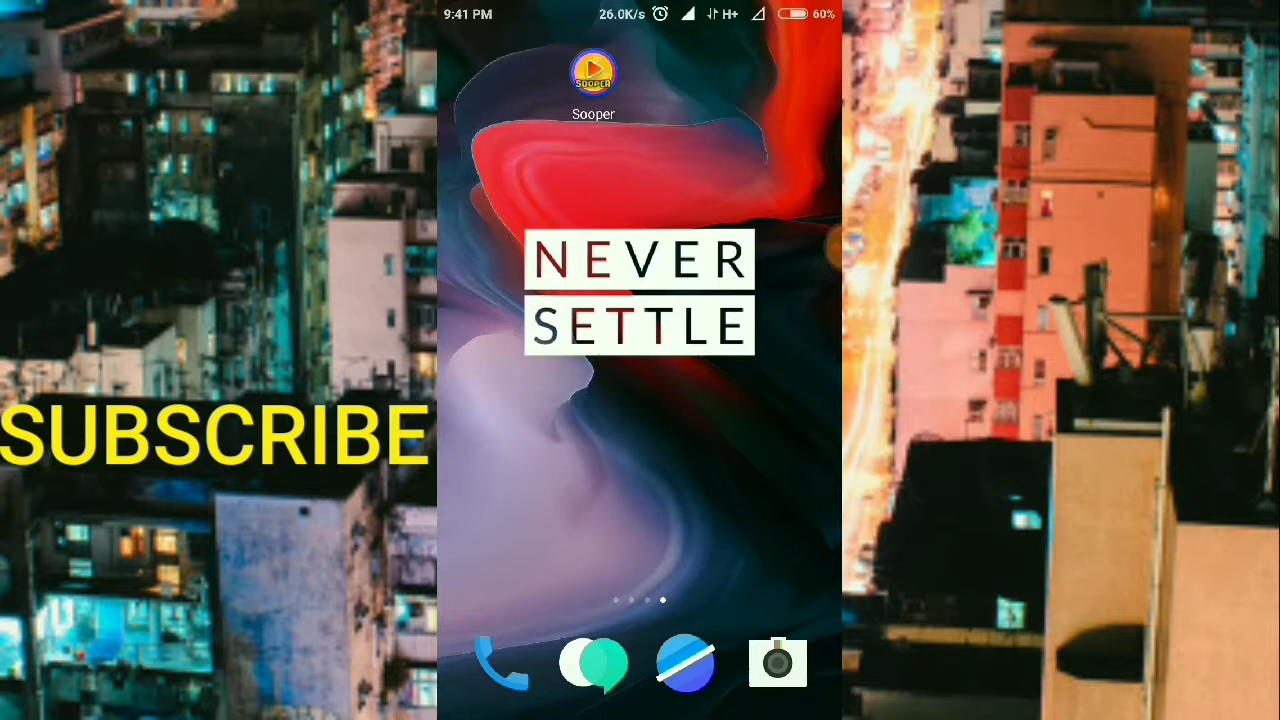 9:41 PM 26.0K/s H+ 60%
SOOPER
Sooper
NEVER
SETTLE
SUBSCRIBE